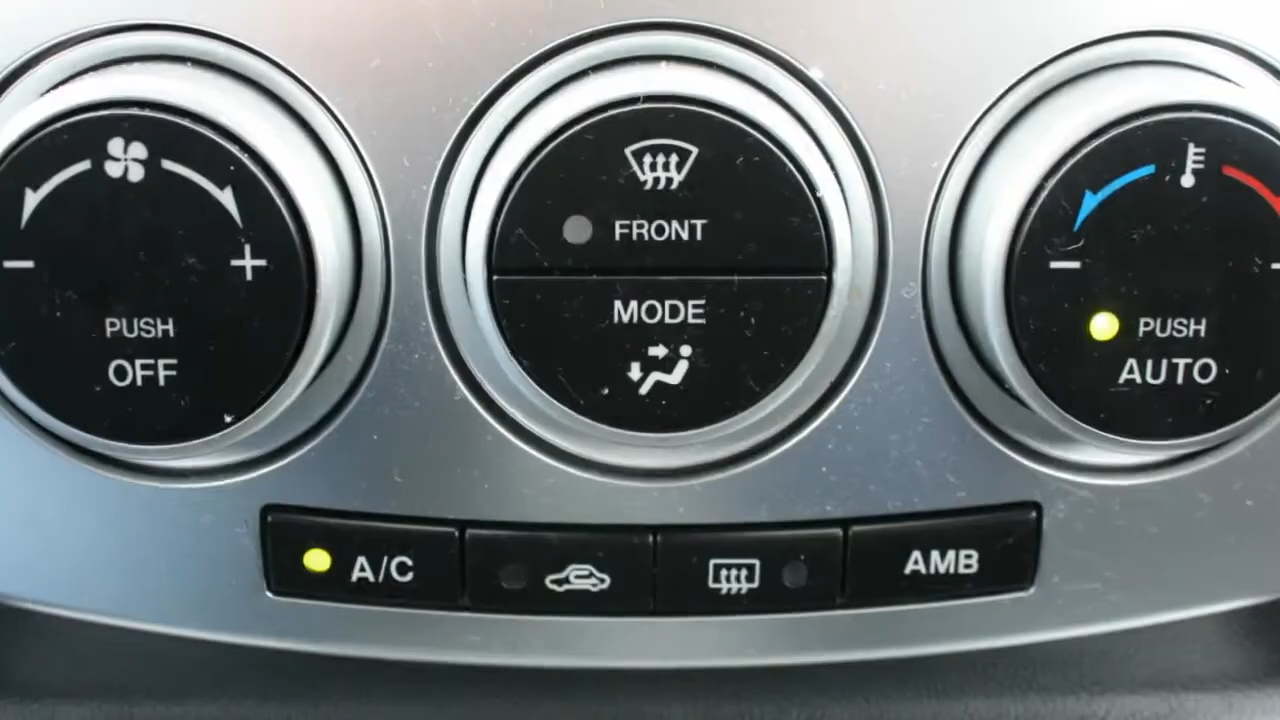 − +
PUSH
OFF
FRONT
MODE
−
PUSH
AUTO
A/C
AMB